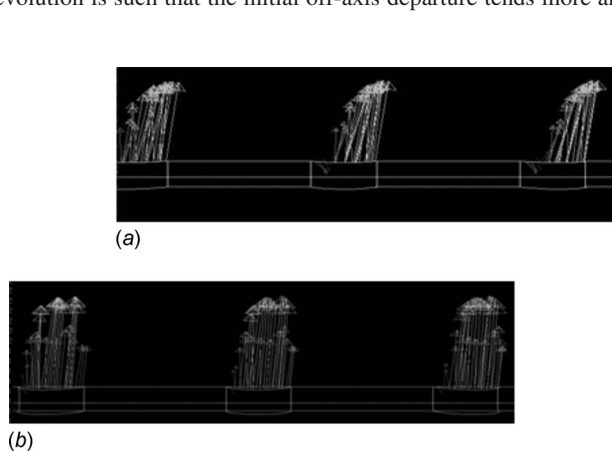 evolution is such that the initial off-axis departure tends more
(a)
(b)